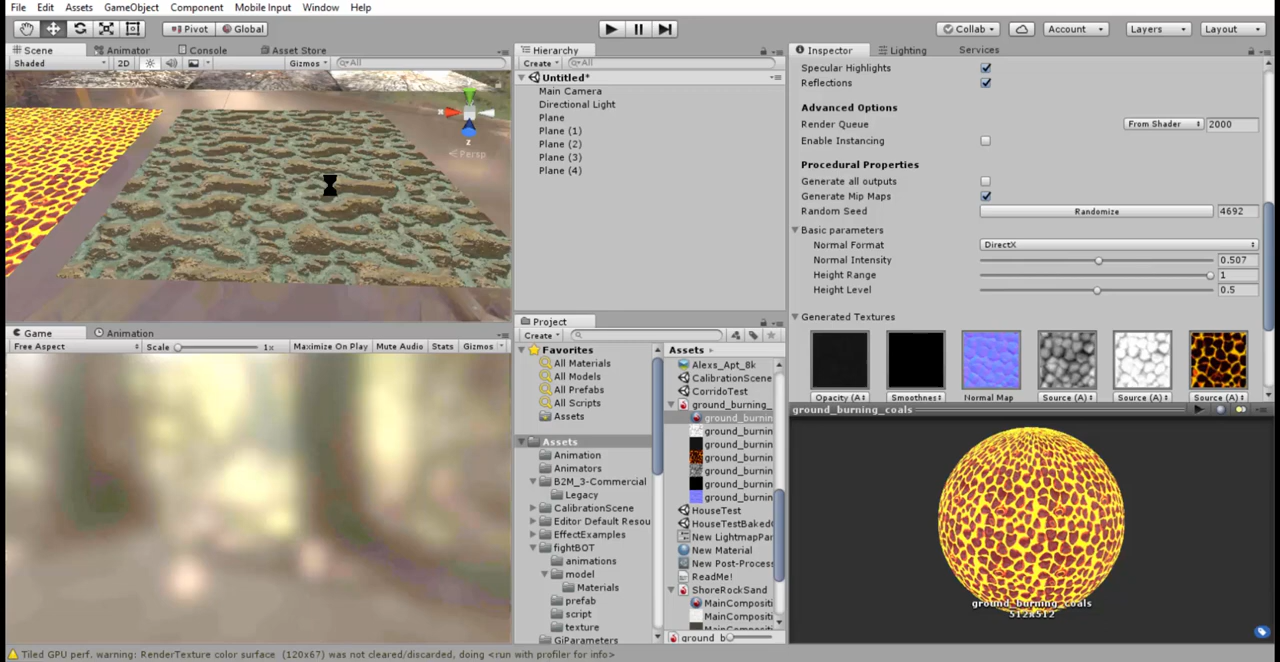 File Edit Assets GameObject Component Mobile Input Window Help
Pivot Global Collab Account Layers Layout
Scene Animator Console Asset Store
Shaded 2D Gizmos All
Persp
z
Game Animation
Free Aspect Scale 1x Maximize On Play Mute Audio Stats Gizmos
Hierarchy
Create All
Untitled*
Main Camera
Directional Light
Plane
Plane (1)
Plane (2)
Plane (3)
Plane (4)
Project
Create
Favorites
All Materials
All Models
All Prefabs
All Scripts
Assets
Assets
Animation
Animators
B2M_3-Commercial
Legacy
CalibrationScene
Editor Default Resou
EffectExamples
fightBOT
animations
model
Materials
prefab
script
texture
GiParameters
Assets
Alexs_Apt_8k
CalibrationScene
CorridoTest
ground_burning_
ground_burnin
ground_burnin
ground_burnin
ground_burnin
ground_burnin
ground_burnin
ground_burnin
HouseTest
HouseTestBaked
New LightmapPar
New Material
New Post-Proces
ReadMe!
ShoreRockSand
MainCompositi
MainCompositi
MainCompositi
ground_b
Inspector Lighting Services
Specular Highlights
Reflections
Advanced Options
Render Queue From Shader 2000
Enable Instancing
Procedural Properties
Generate all outputs
Generate Mip Maps
Random Seed Randomize 4692
Basic parameters
Normal Format DirectX
Normal Intensity 0.507
Height Range 1
Height Level 0.5
Generated Textures
Opacity (A Smoothnes Normal Map Source (A) Source (A) Source (A)
ground_burning_coals
ground_burning_coals
512x512
Tiled GPU perf. warning: RenderTexture color surface (120x67) was not cleared/discarded, doing <run with profiler for info>